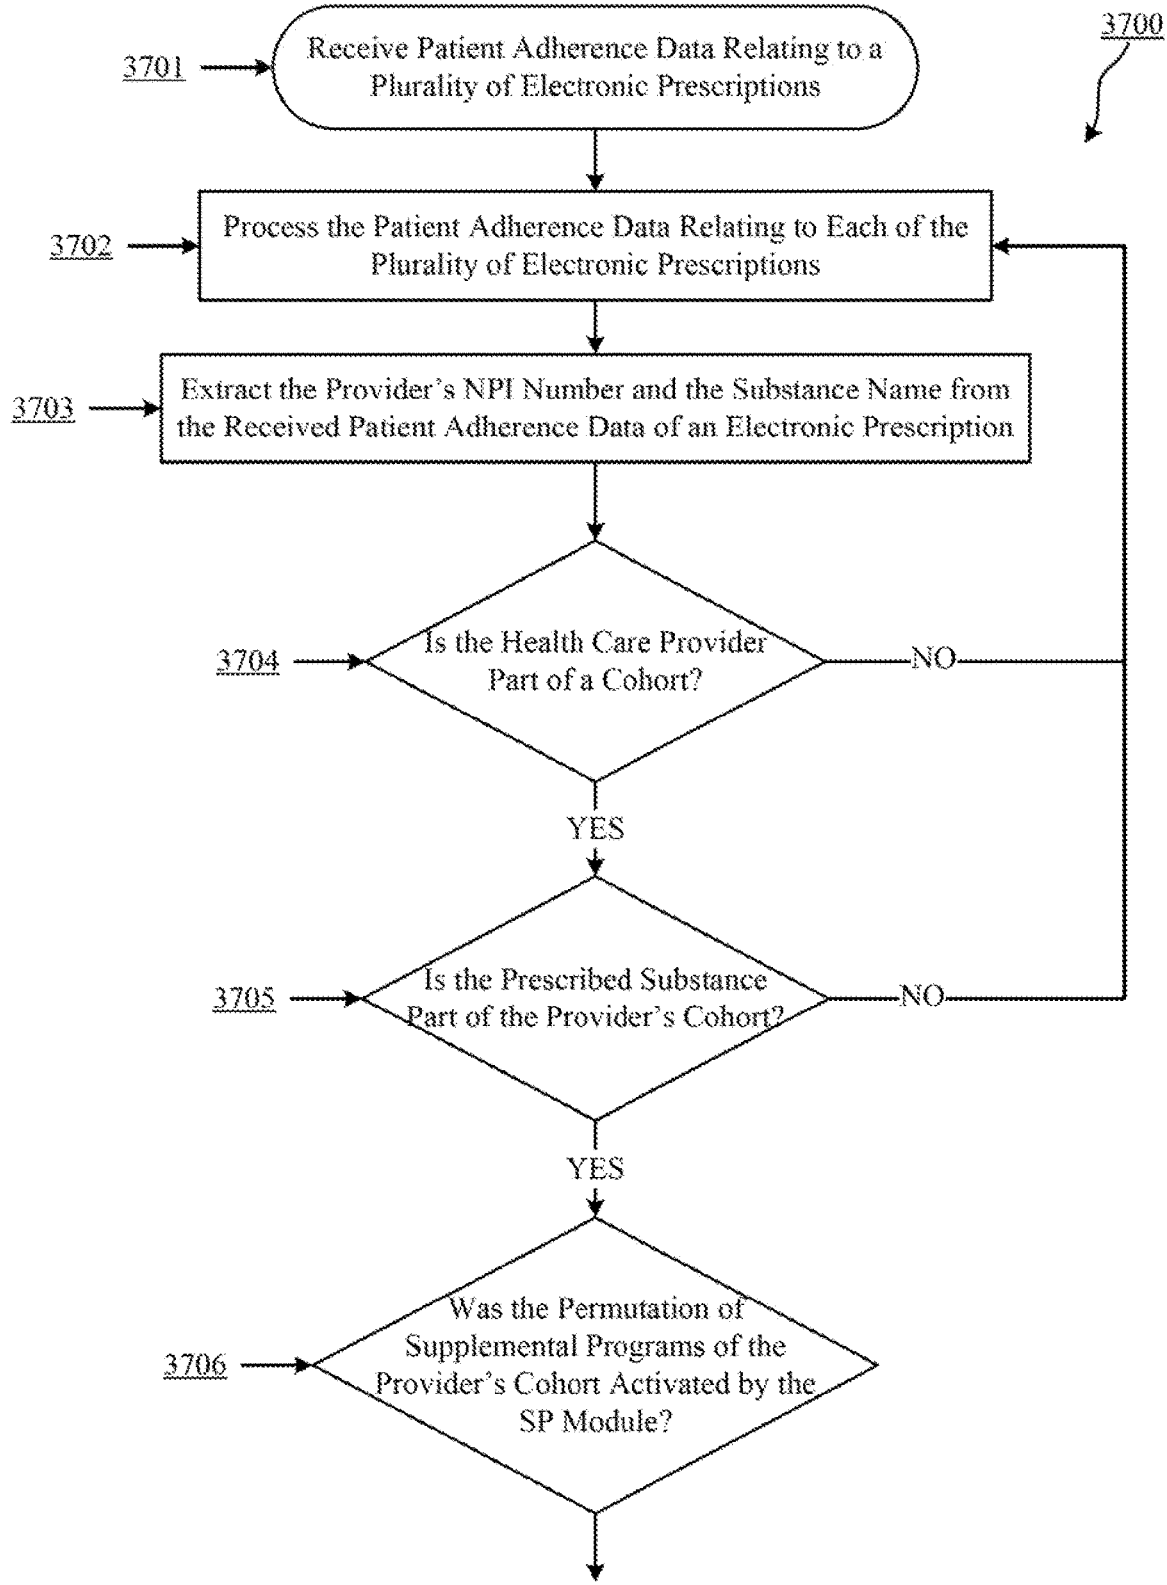 3700
3701
Receive Patient Adherence Data Relating to a
Plurality of Electronic Prescriptions
3702
Process the Patient Adherence Data Relating to Each of the
Plurality of Electronic Prescriptions
3703
Extract the Provider's NPI Number and the Substance Name from
the Received Patient Adherence Data of an Electronic Prescription
3704
Is the Health Care Provider
Part of a Cohort?
NO
YES
3705
Is the Prescribed Substance
Part of the Provider's Cohort?
NO
YES
3706
Was the Permutation of
Supplemental Programs of the
Provider's Cohort Activated by the
SP Module?